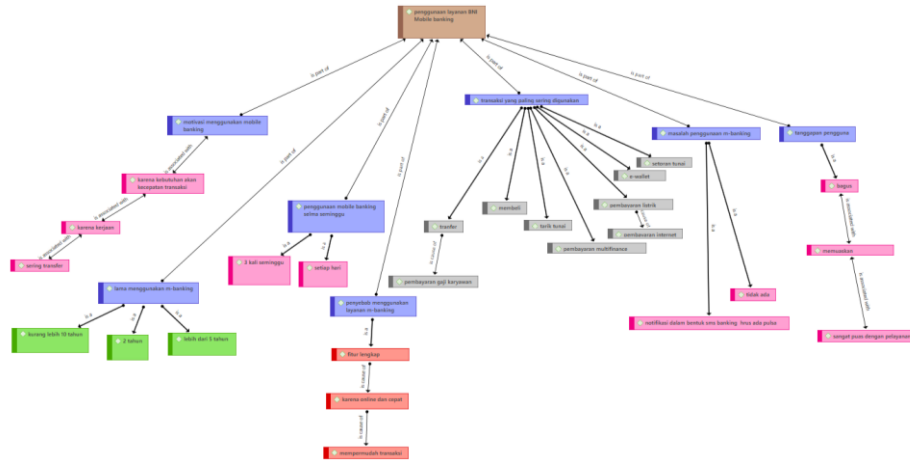 penggunaan layanan BNI
Mobile banking
is part of
is part of
is part of
is part of
is part of
is part of
is part of
transaksi yang paling sering digunakan
motivasi menggunakan mobile
banking
masalah penggunaan m-banking
tanggapan pengguna
is associated with
karena kebutuhan akan
kecepatan transaksi
is associated with
karena kerjaan
is associated with
sering transfer
penggunaan mobile banking
selma seminggu
is a
is a
3 kali seminggu
setiap hari
is a
is a
is a
is a
is a
is a
is a
setoran tunai
e-wallet
membeli
pembayaran listrik
is cause of
pembayaran internet
tranfer
tarik tunai
pembayaran multifinance
is cause of
pembayaran gaji karyawan
is a
is a
tidak ada
notifikasi dalam bentuk sms banking harus ada pulsa
is a
bagus
is associated with
memuaskan
is associated with
sangat puas dengan pelayanan
lama menggunakan m-banking
is a
is a
is a
kurang lebih 10 tahun
2 tahun
penyebab menggunakan
layanan m-banking
is a
fitur lengkap
is cause of
karena online dan cepat
is cause of
mempermudah transaksi